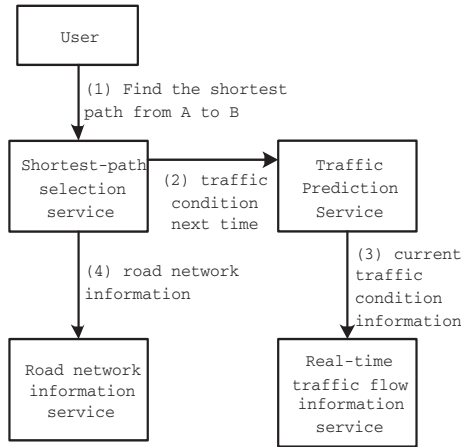 User
(1) Find the shortest
path from A to B
Shortest-path
selection
service
(2) traffic
condition
next time
Traffic
Prediction
Service
(3) current
traffic
condition
information
(4) road network
information
Road network
information
service
Real-time
traffic flow
information
service